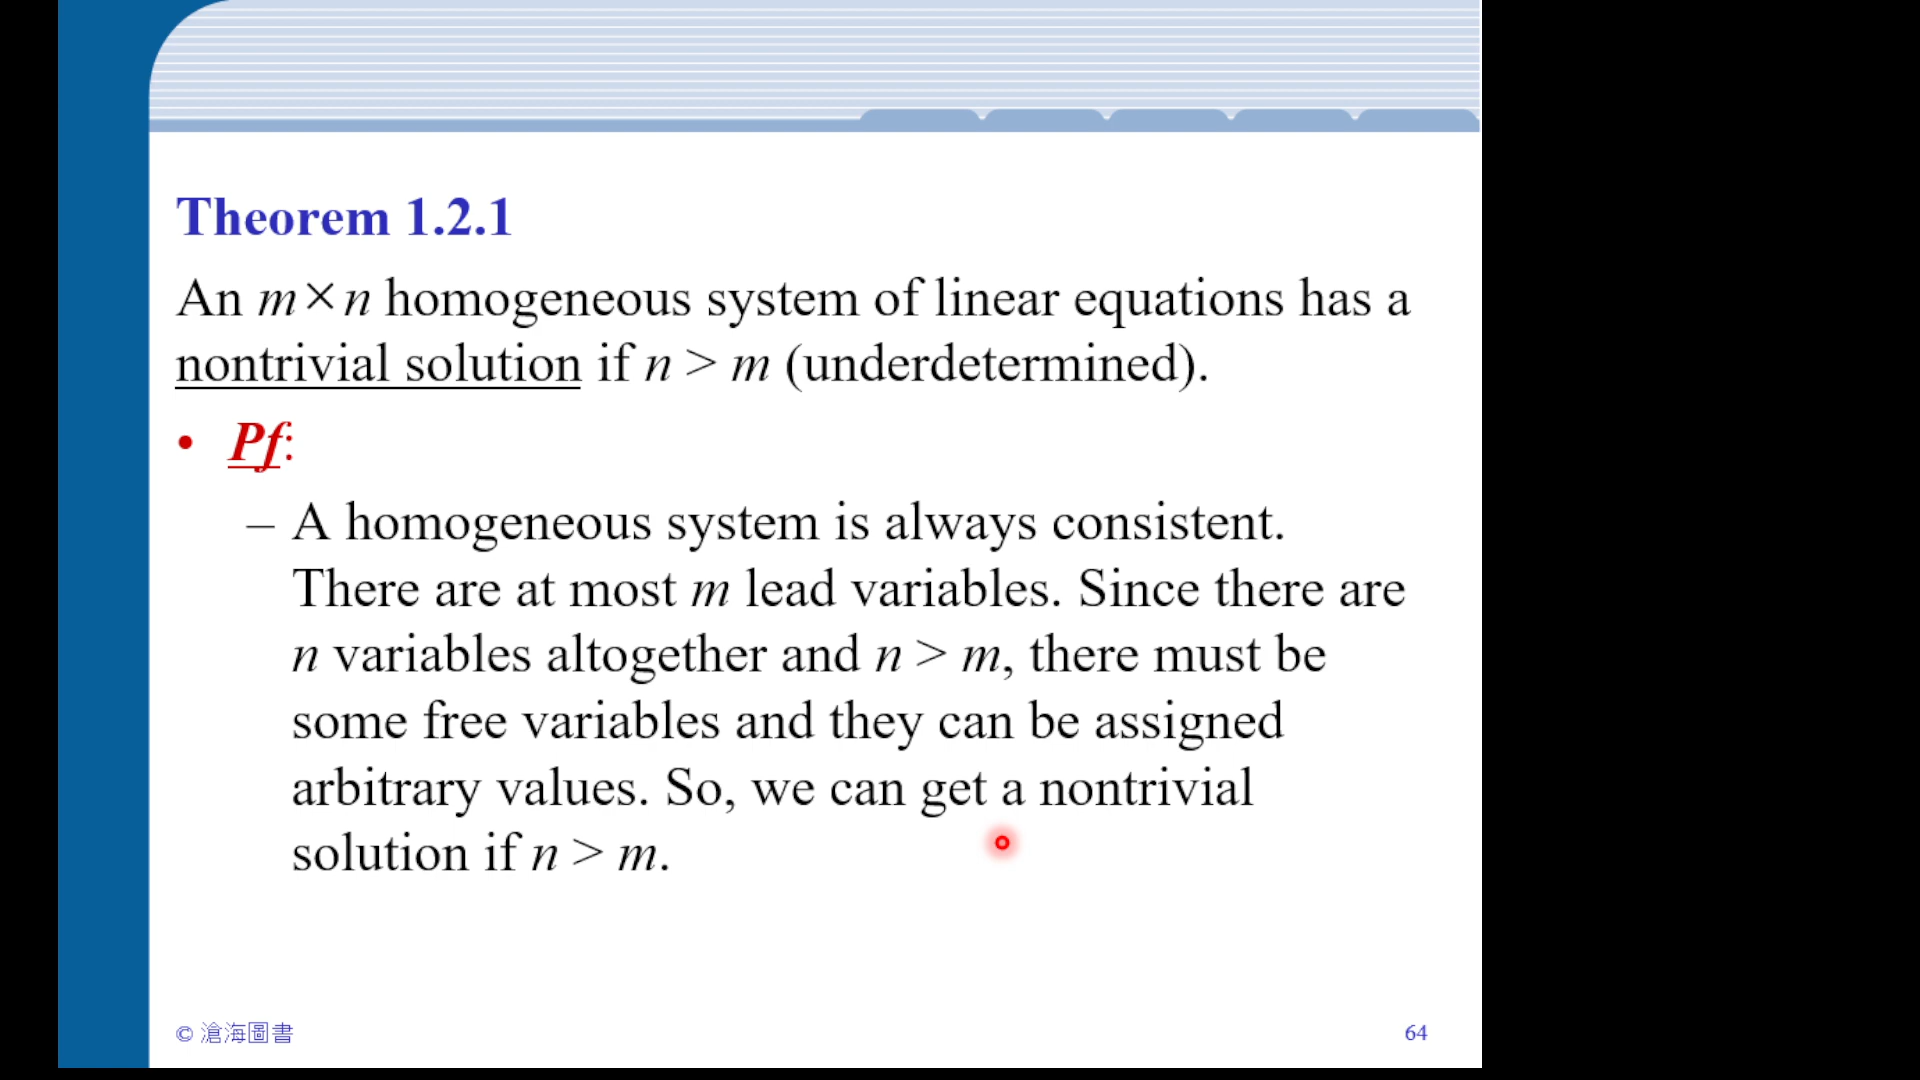 Theorem 1.2.1
An m×n homogeneous system of linear equations has a
nontrivial solution if n > m (underdetermined).
• Pf:
– A homogeneous system is always consistent.
There are at most m lead variables. Since there are
n variables altogether and n > m, there must be
some free variables and they can be assigned
arbitrary values. So, we can get a nontrivial
solution if n > m.
© 滄海圖書
64